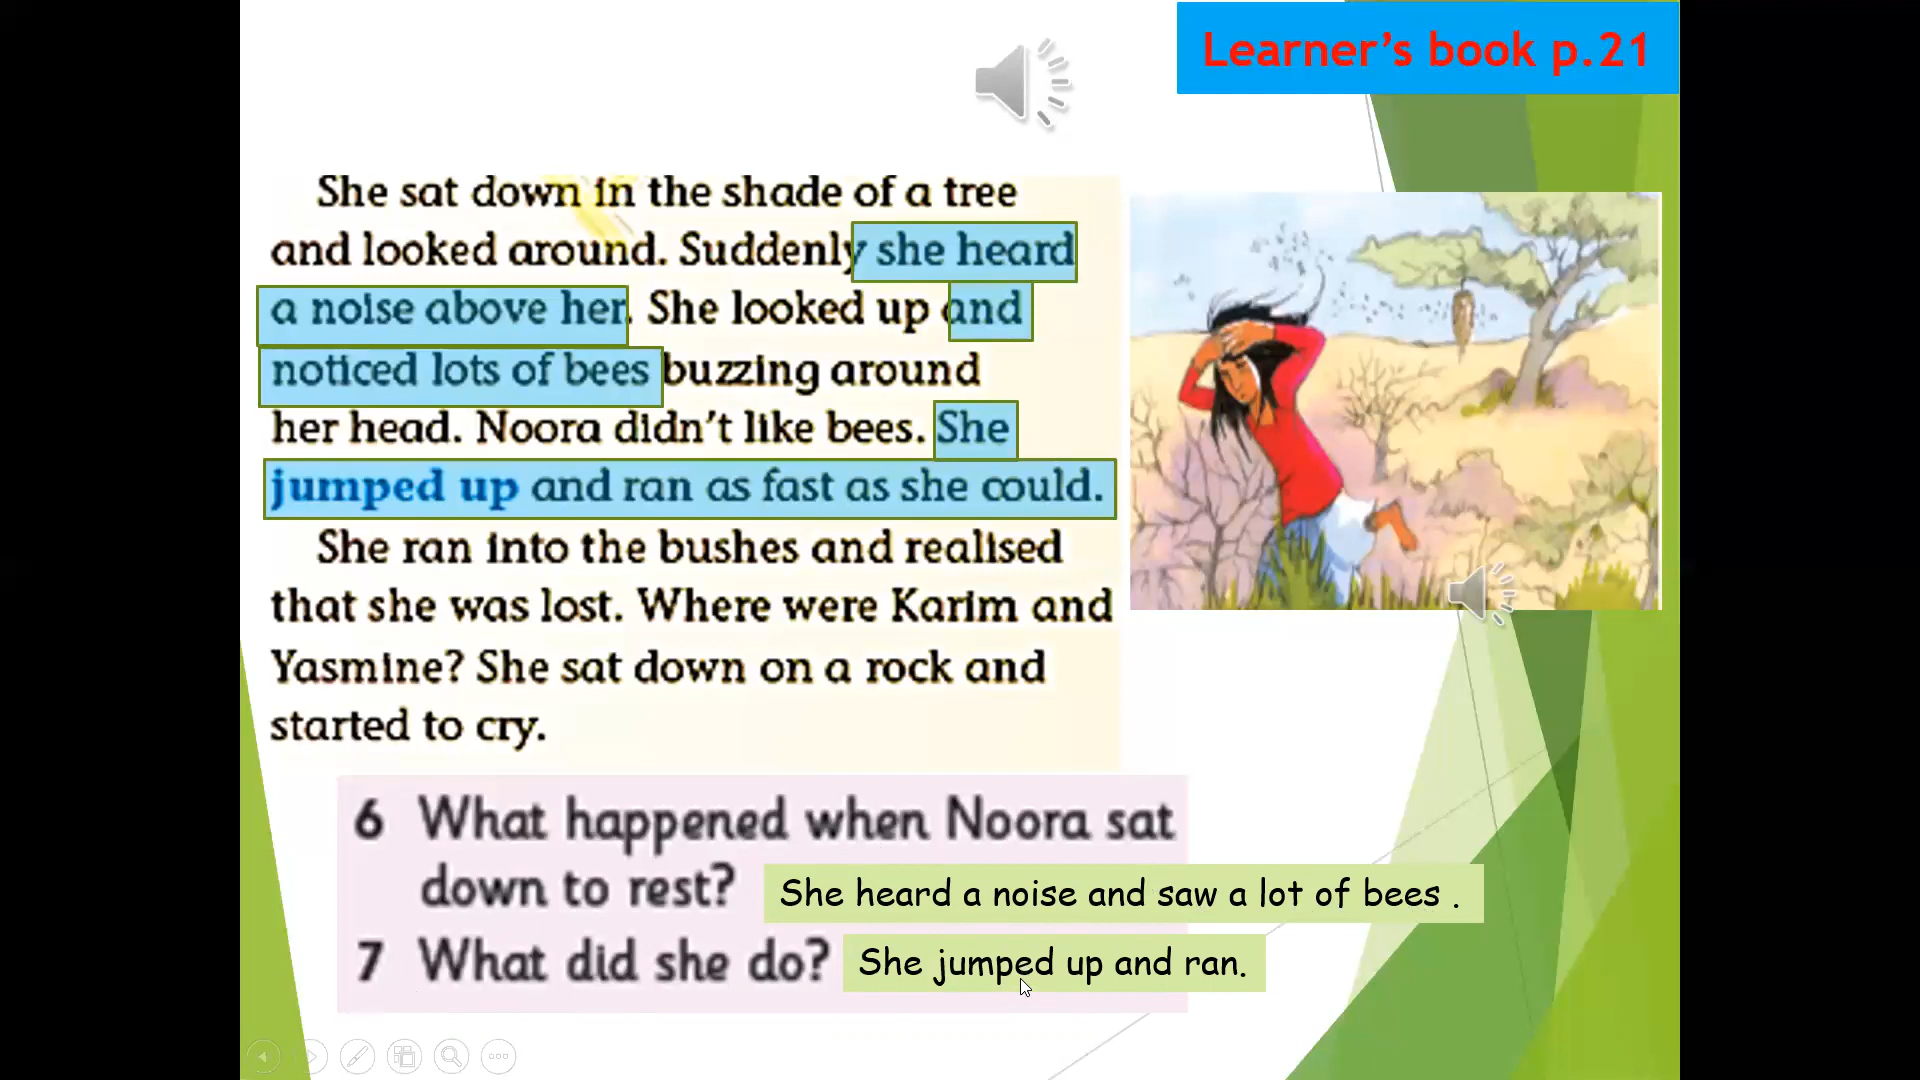 Learner's book p.21
She sat down in the shade of a tree
and looked around. Suddenly she heard
a noise above her. She looked up and
noticed lots of bees buzzing around
her head. Noora didn't like bees. She
jumped up and ran as fast as she could.
She ran into the bushes and realised
that she was lost. Where were Karim and
Yasmine? She sat down on a rock and
started to cry.
6 What happened when Noora sat
down to rest? She heard a noise and saw a lot of bees .
7 What did she do? She jumped up and ran.